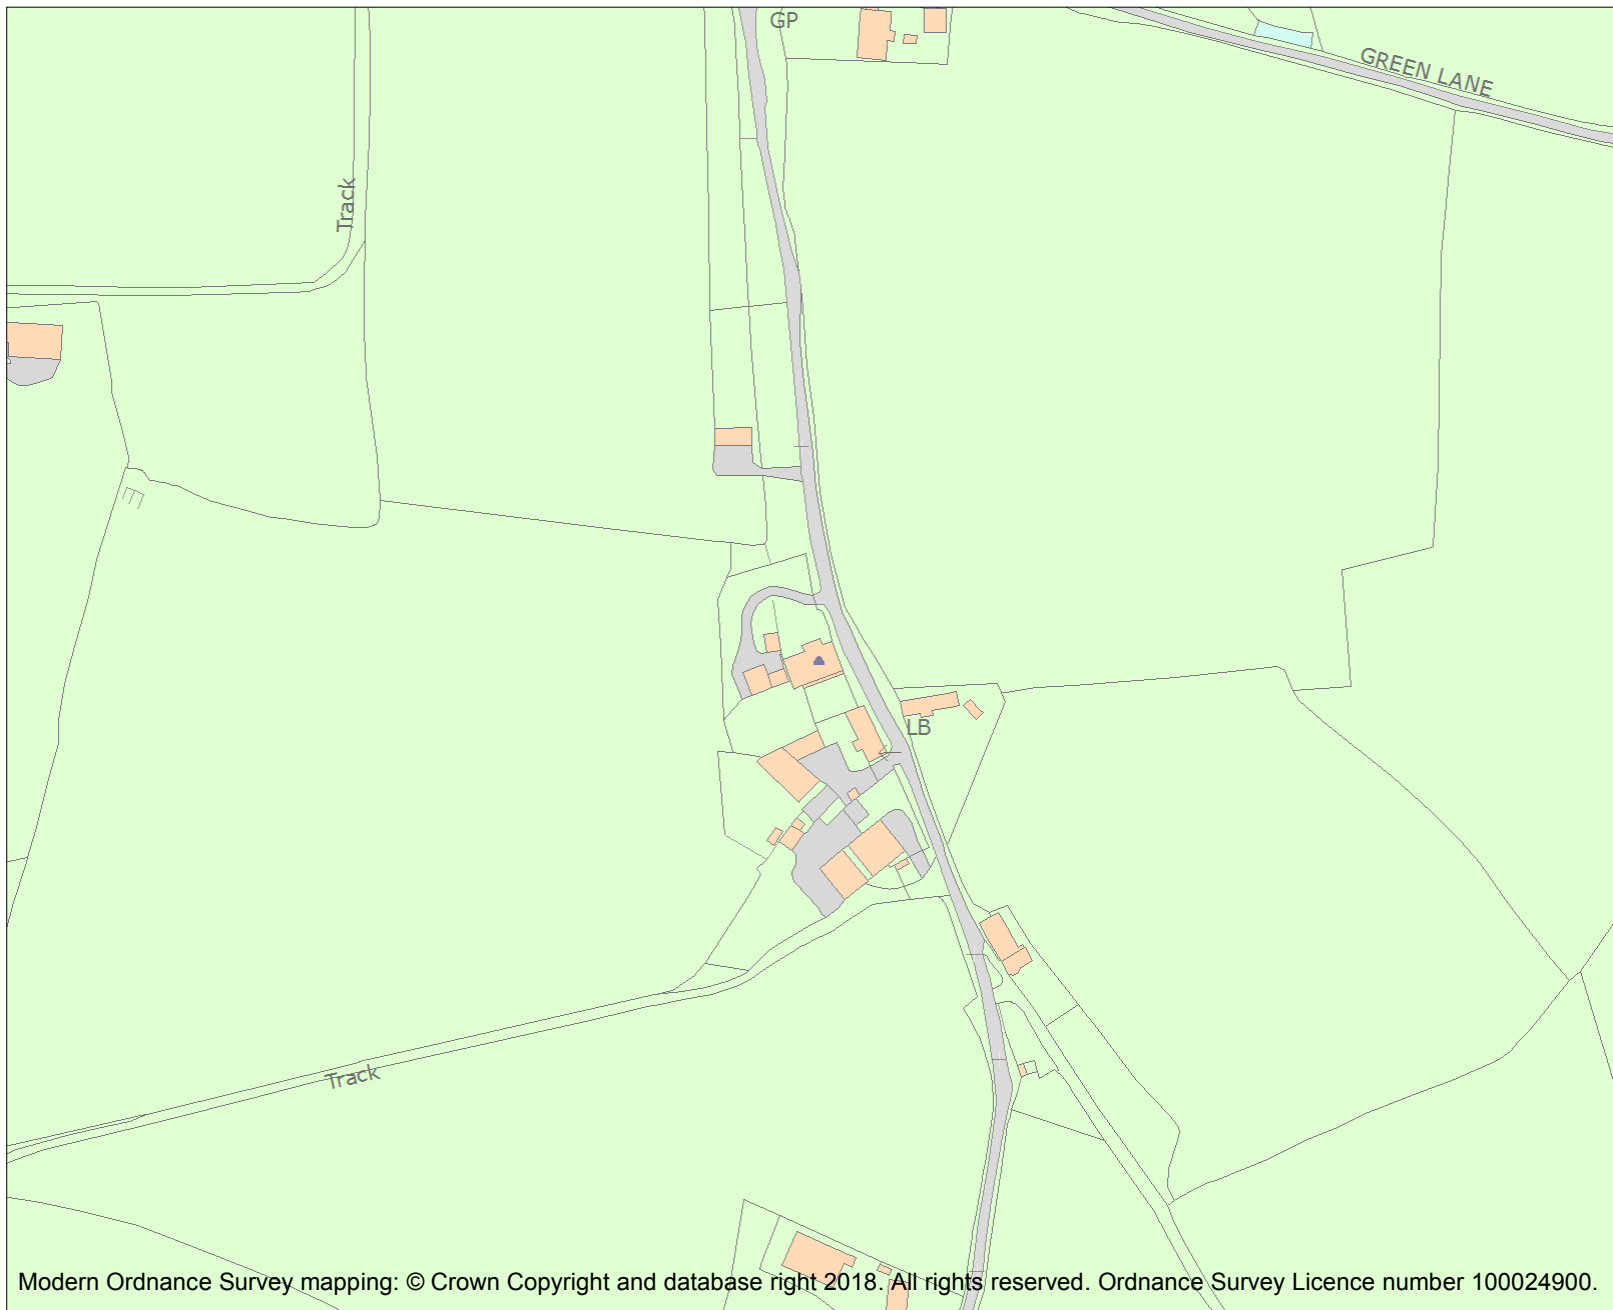 GP
GREEN LANE
Track
LB
Track
Modern Ordnance Survey mapping: © Crown Copyright and database right 2018. All rights reserved. Ordnance Survey Licence number 100024900.